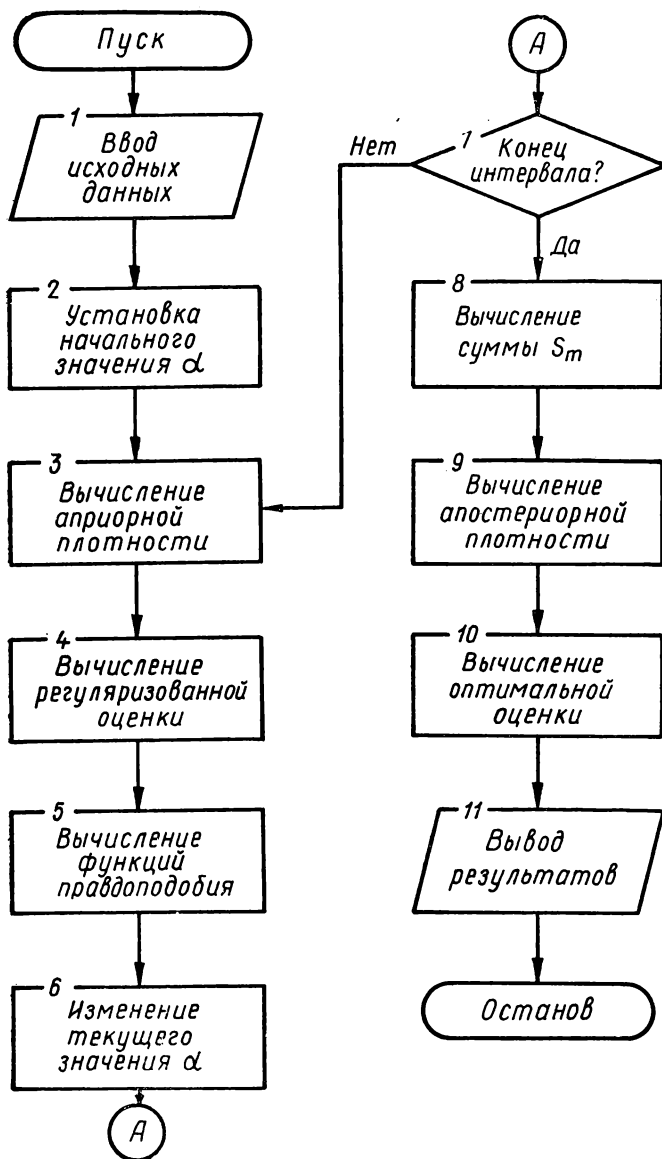 Пуск
1
Ввод
исходных
данных
2
Установка
начального
значения α
3
Вычисление
априорной
плотности
4
Вычисление
регуляризованной
оценки
5
Вычисление
функций
правдоподобия
6
Изменение
текущего
значения α
А
А
7
Конец
интервала?
Нет
Да
8
Вычисление
суммы Sm
9
Вычисление
апостериорной
плотности
10
Вычисление
оптимальной
оценки
11
Вывод
результатов
Останов